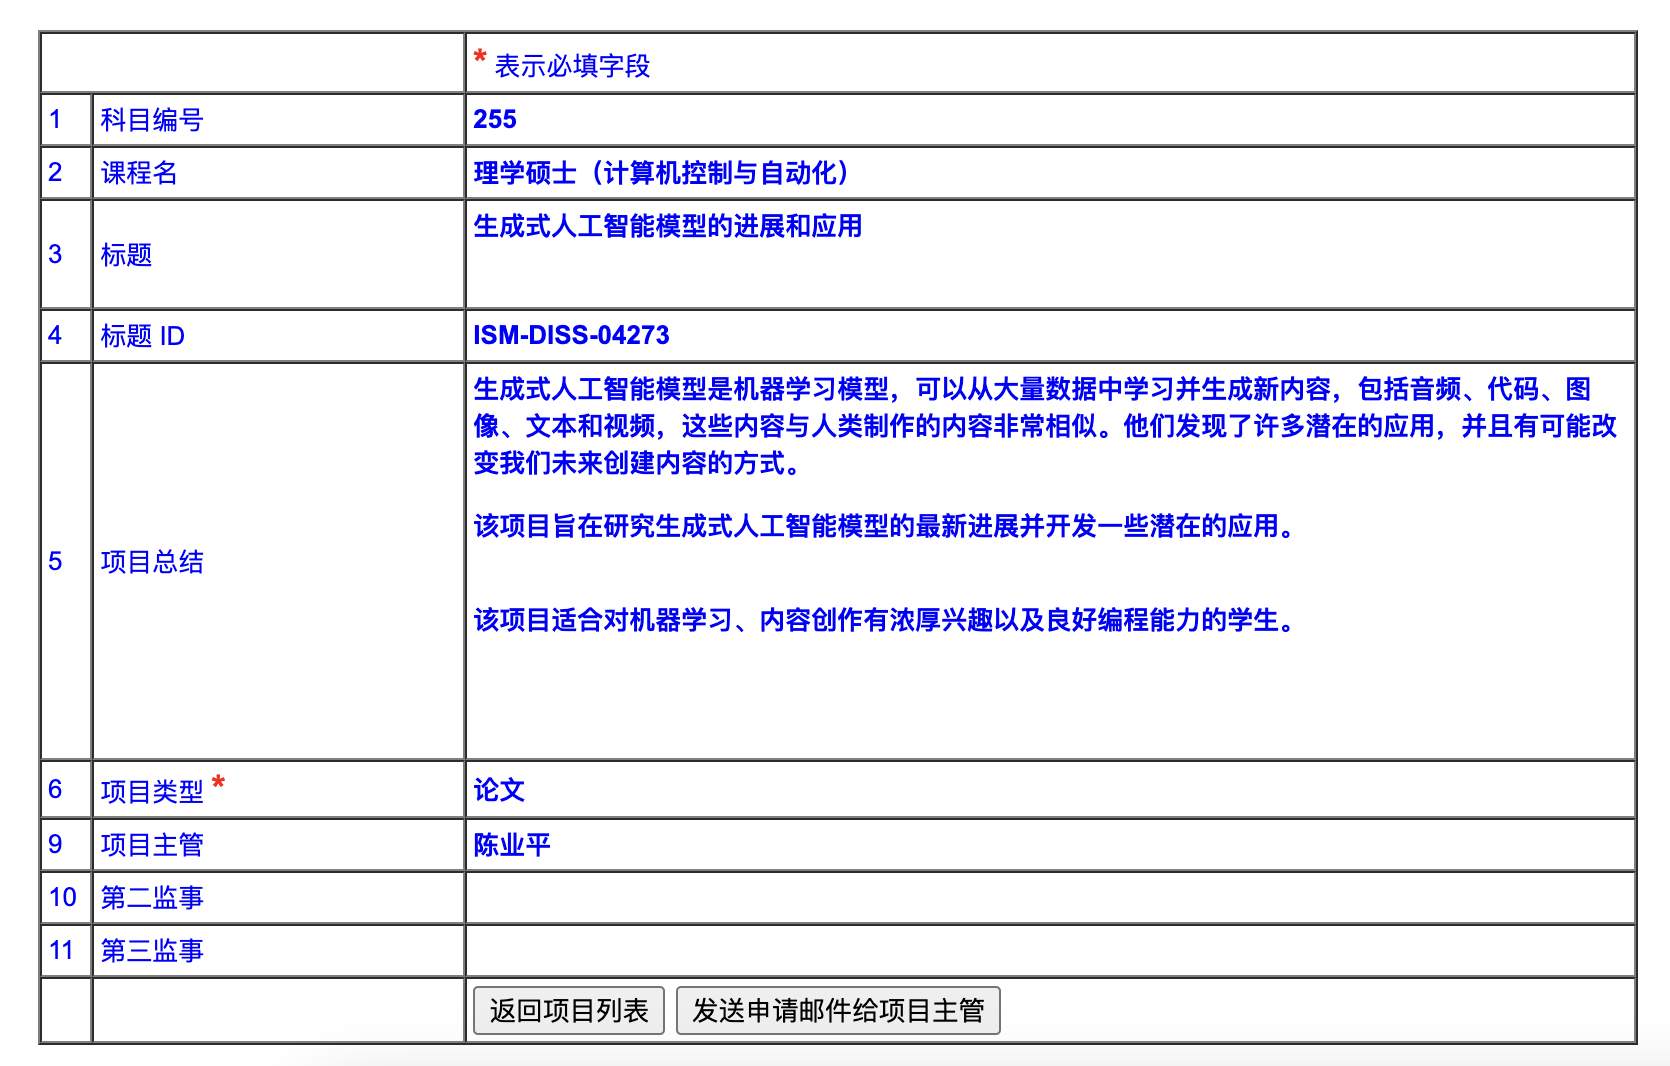 * 表示必填字段
1 科目编号 255
2 课程名 理学硕士（计算机控制与自动化）
3 标题 生成式人工智能模型的进展和应用
4 标题 ID ISM-DISS-04273
5 项目总结 生成式人工智能模型是机器学习模型，可以从大量数据中学习并生成新内容，包括音频、代码、图
像、文本和视频，这些内容与人类制作的内容非常相似。他们发现了许多潜在的应用，并且有可能改
变我们未来创建内容的方式。
该项目旨在研究生成式人工智能模型的最新进展并开发一些潜在的应用。
该项目适合对机器学习、内容创作有浓厚兴趣以及良好编程能力的学生。
6 项目类型 * 论文
9 项目主管 陈业平
10 第二监事
11 第三监事
返回项目列表 发送申请邮件给项目主管